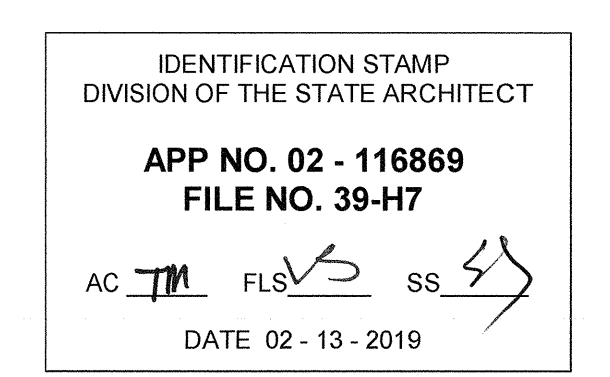 IDENTIFICATION STAMP
DIVISION OF THE STATE ARCHITECT
APP NO. 02 - 116869
FILE NO. 39-H7
AC TM FLS VS SS
DATE 02 - 13 - 2019